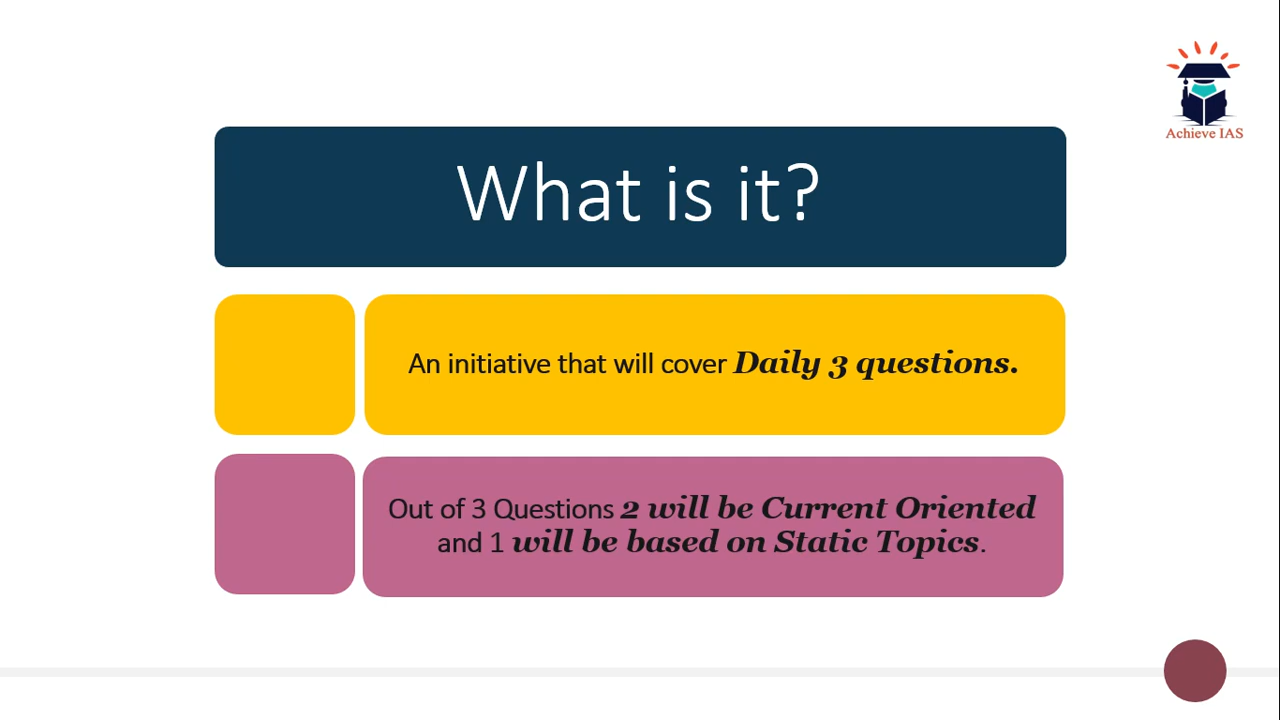 Achieve IAS
What is it?
An initiative that will cover Daily 3 questions.
Out of 3 Questions 2 will be Current Oriented
and 1 will be based on Static Topics.